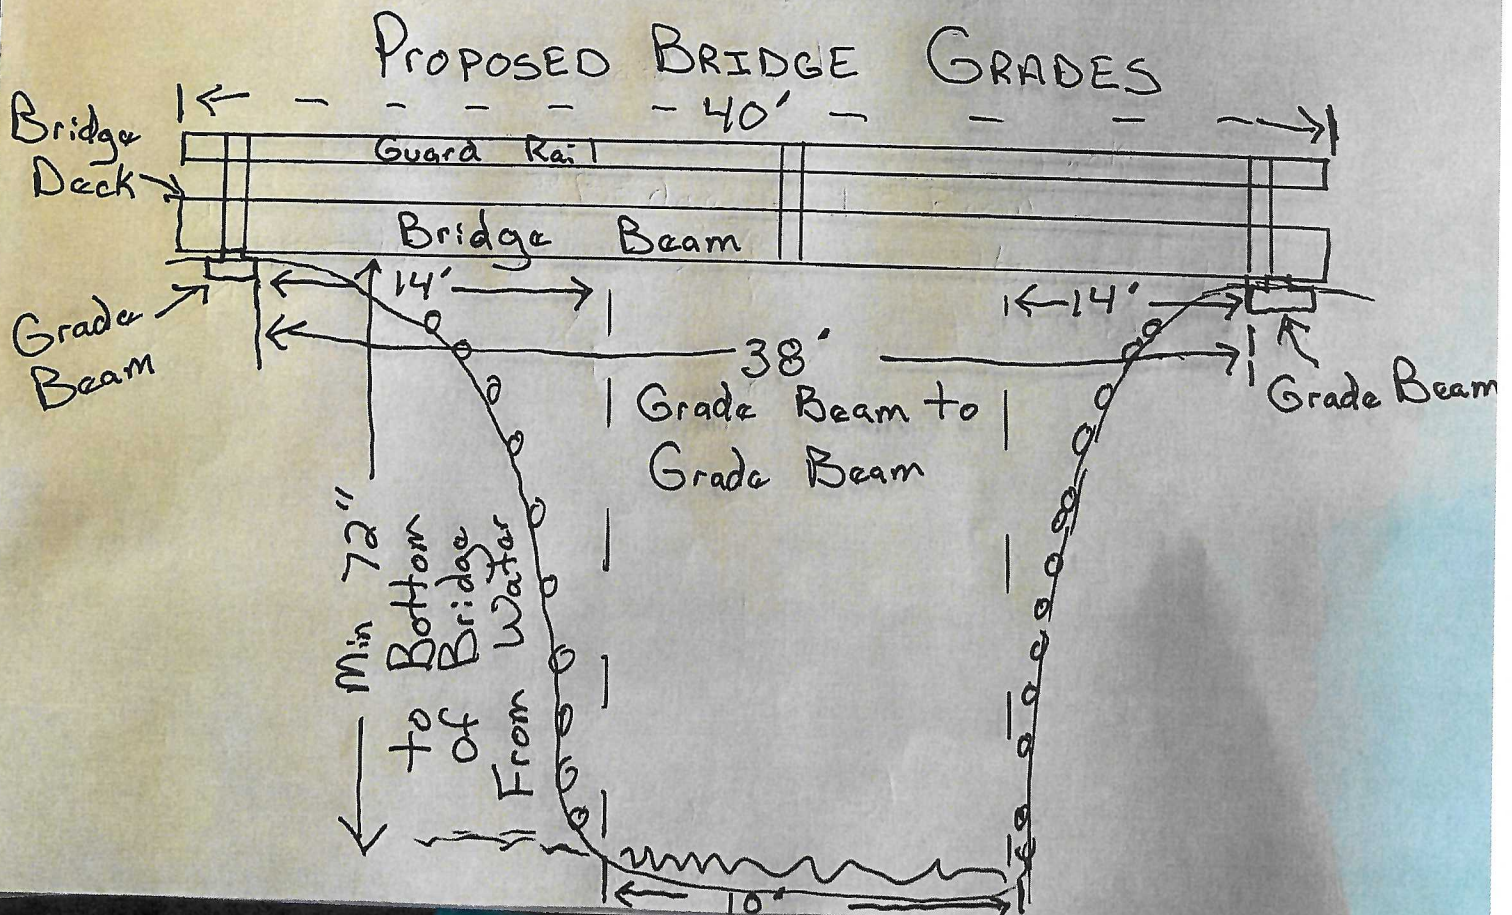 PROPOSED BRIDGE GRADES
40'
Bridge
Deck
Guard Rail
Bridge Beam
14'
14'
Grade
Beam
38'
Grade Beam to
Grade Beam
Grade Beam
Min 72"
to Bottom
of Bridge
From Water
10'